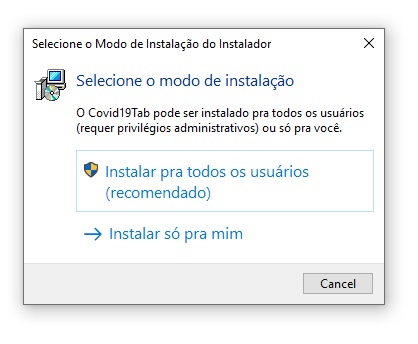 Selecione o Modo de Instalação do Instalador
Selecione o modo de instalação
O Covid19Tab pode ser instalado pra todos os usuários
(requer privilégios administrativos) ou só pra você.
Instalar pra todos os usuários
(recomendado)
Instalar só pra mim
Cancel